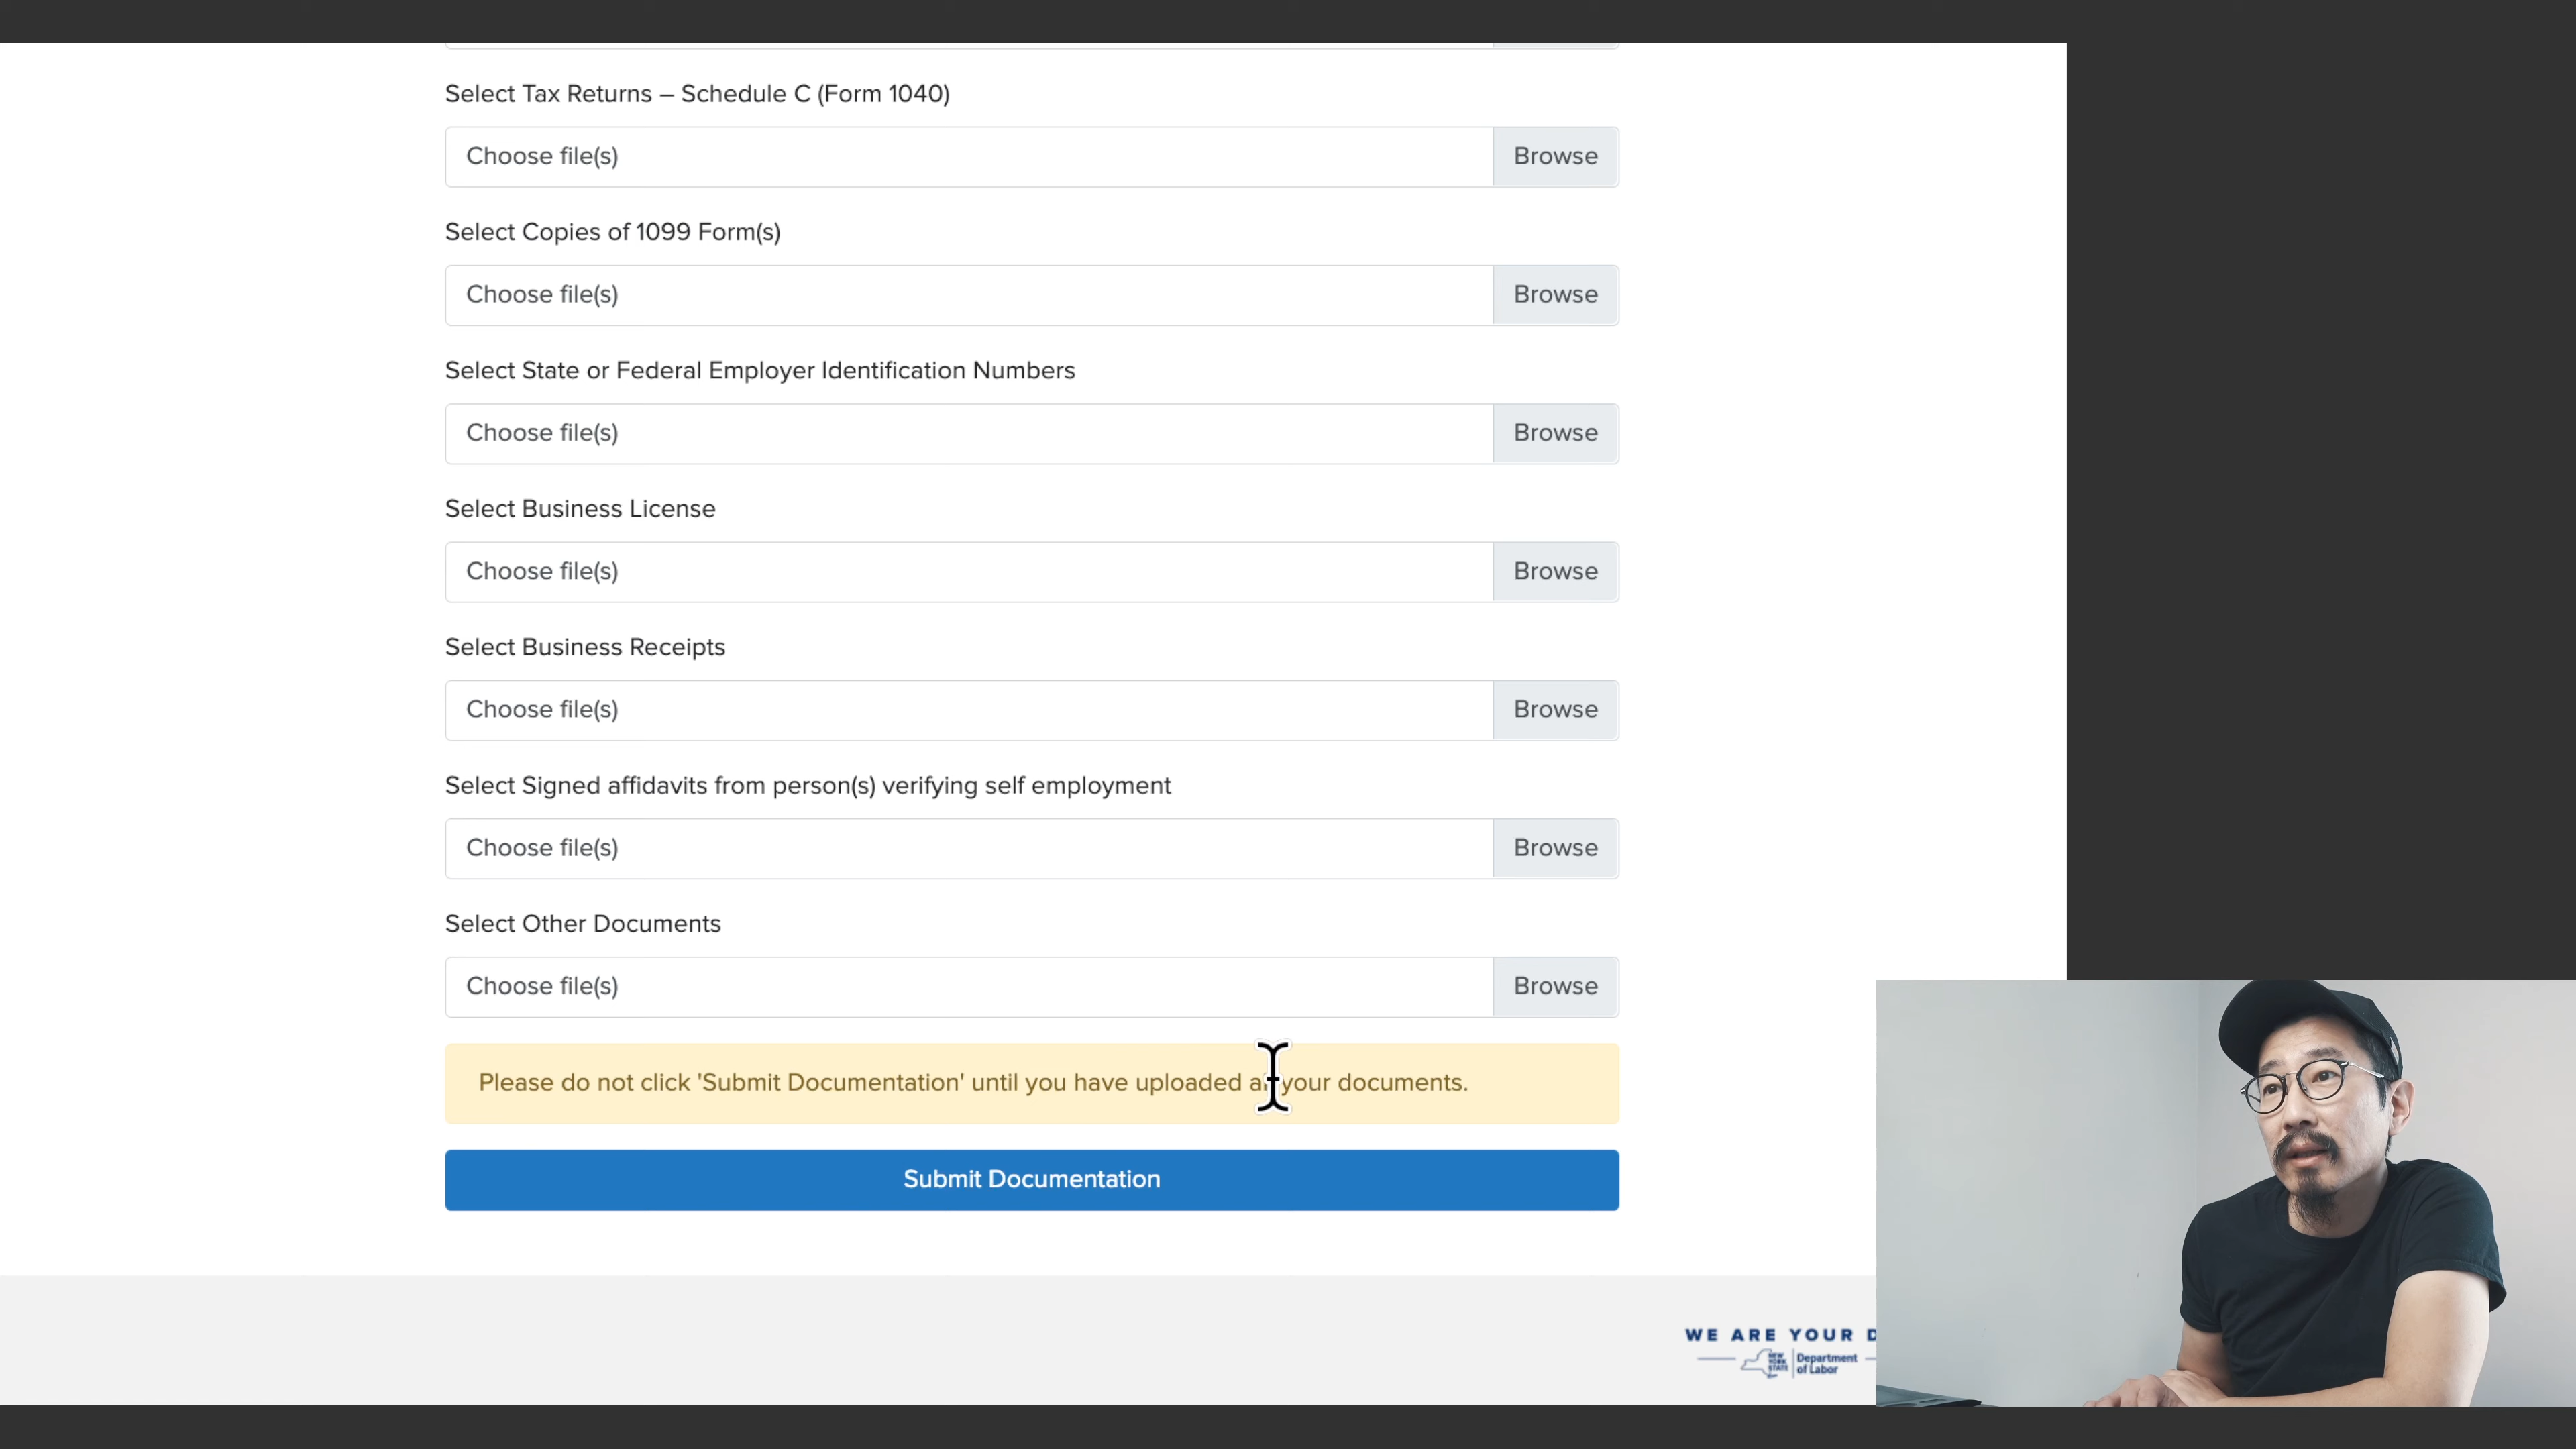 Select Tax Returns – Schedule C (Form 1040)
Choose file(s) Browse
Select Copies of 1099 Form(s)
Choose file(s) Browse
Select State or Federal Employer Identification Numbers
Choose file(s) Browse
Select Business License
Choose file(s) Browse
Select Business Receipts
Choose file(s) Browse
Select Signed affidavits from person(s) verifying self employment
Choose file(s) Browse
Select Other Documents
Choose file(s) Browse
Please do not click 'Submit Documentation' until you have uploaded your documents.
Submit Documentation
WE ARE YOUR D
NEW YORK STATE
Department
of Labor